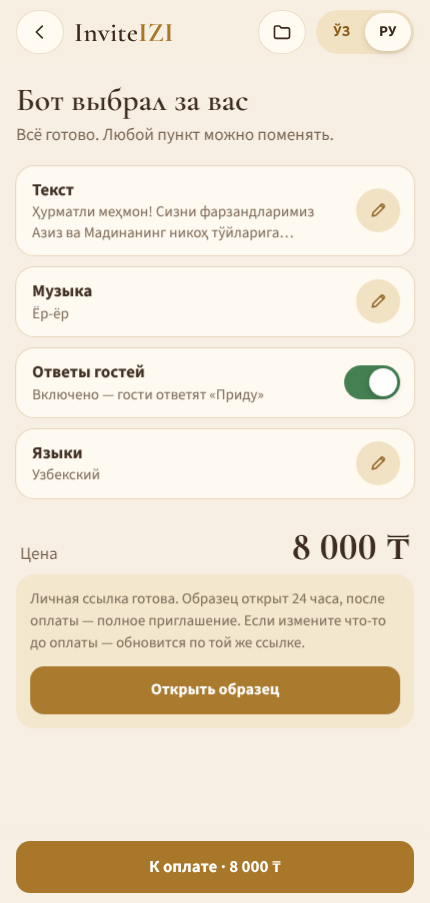 InviteIZI
ЎЗ
РУ
Бот выбрал за вас
Всё готово. Любой пункт можно поменять.
Текст
Ҳурматли меҳмон! Сизни фарзандларимиз
Азиз ва Мадинанинг никоҳ тўйларига…
Музыка
Ёр-ёр
Ответы гостей
Включено — гости ответят «Приду»
Языки
Узбекский
Цена
8 000 ₸
Личная ссылка готова. Образец открыт 24 часа, после
оплаты — полное приглашение. Если измените что-то
до оплаты — обновится по той же ссылке.
Открыть образец
К оплате · 8 000 ₸